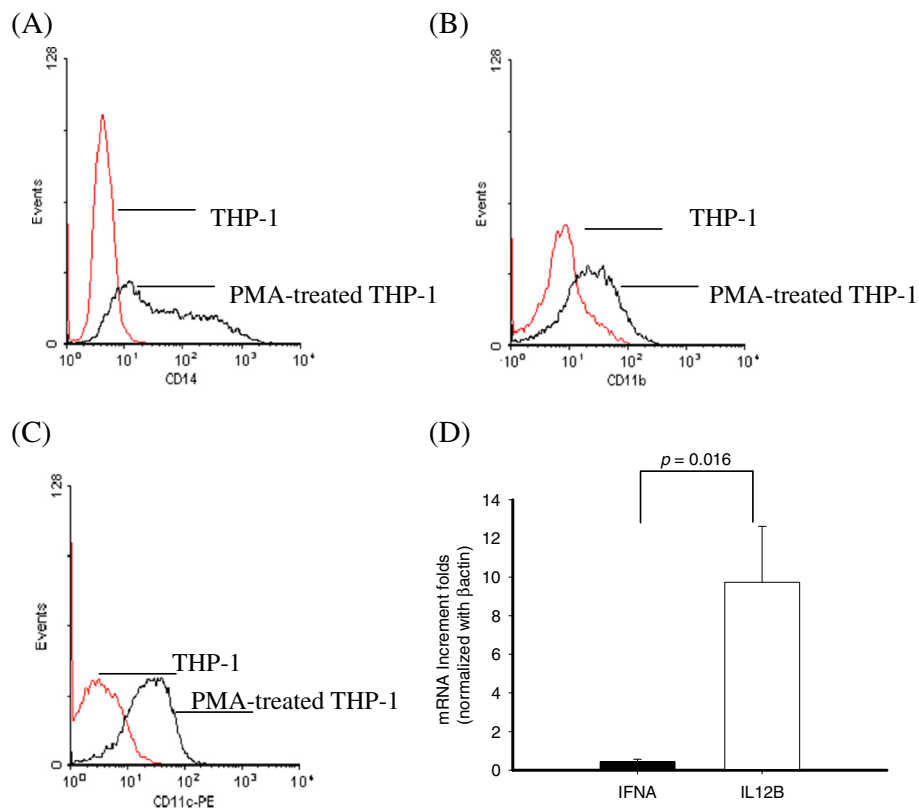 (A)
128
Events
THP-1
PMA-treated THP-1
0
10⁰ 10¹ 10² 10³ 10⁴
CD14
(B)
128
Events
THP-1
PMA-treated THP-1
0
10⁰ 10¹ 10² 10³ 10⁴
CD11b
(C)
128
Events
THP-1
PMA-treated THP-1
0
10⁰ 10¹ 10² 10³ 10⁴
CD11c-PE
(D)
p = 0.016
mRNA Increment folds
(normalized with βactin)
14
12
10
8
6
4
2
0
IFNA IL12B